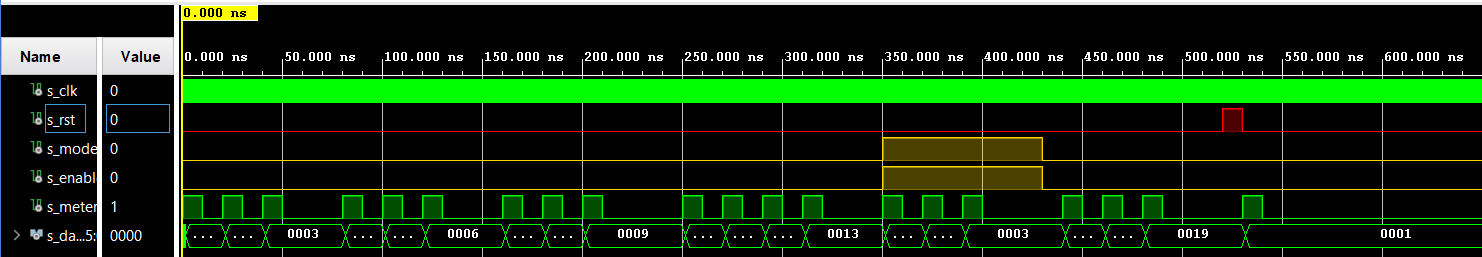 0.000 ns
Name Value
0.000 ns 50.000 ns 100.000 ns 150.000 ns 200.000 ns 250.000 ns 300.000 ns 350.000 ns 400.000 ns 450.000 ns 500.000 ns 550.000 ns 600.000 ns
s_clk 0
s_rst 0
s_mode 0
s_enabl 0
s_meter 1
s_da...5: 0000 ... ... 0003 ... ... 0006 ... ... 0009 ... ... ... 0013 ... ... 0003 ... ... 0019 0001